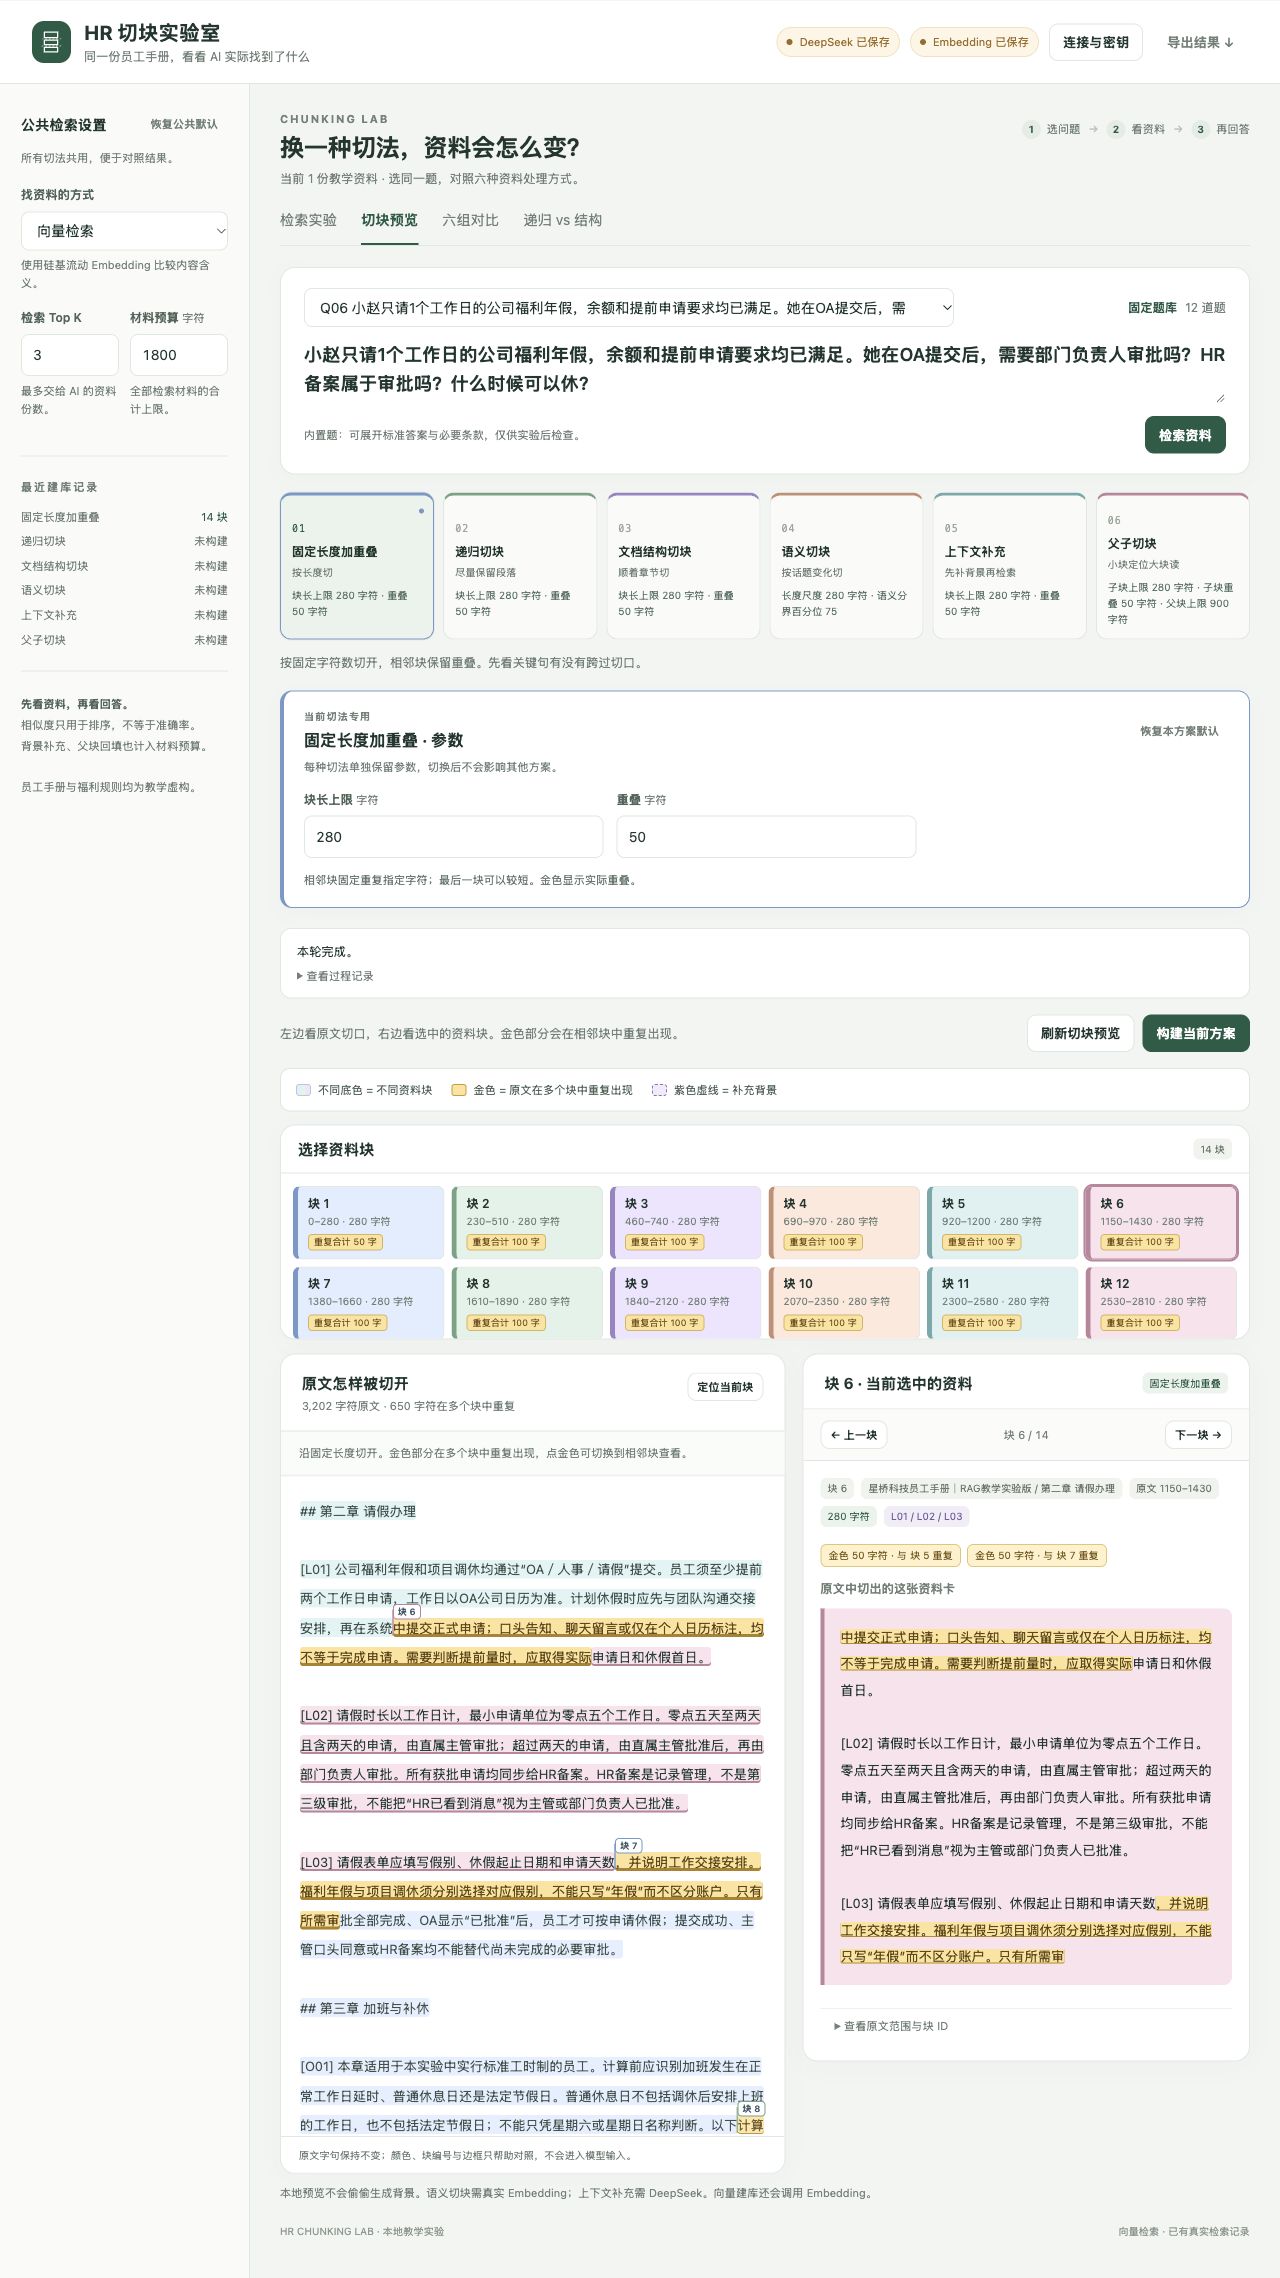 HR 切块实验室
同一份员工手册，看看 AI 实际找到了什么
DeepSeek 已保存
Embedding 已保存
连接与密钥
导出结果 ↓
公共检索设置
恢复公共默认
所有切法共用，便于对照结果。
找资料的方式
向量检索
使用硅基流动 Embedding 比较内容含
义。
检索 Top K
材料预算 字符
3
1800
最多交给 AI 的资料
份数。
全部检索材料的合
计上限。
最近建库记录
固定长度加重叠 14 块
递归切块 未构建
文档结构切块 未构建
语义切块 未构建
上下文补充 未构建
父子切块 未构建
先看资料，再看回答。
相似度只用于排序，不等于准确率。
背景补充、父块回填也计入材料预算。
员工手册与福利规则均为教学虚构。
CHUNKING LAB
换一种切法，资料会怎么变？
当前 1 份教学资料 · 选同一题，对照六种资料处理方式。
1 选问题 → 2 看资料 → 3 再回答
检索实验
切块预览
六组对比
递归 vs 结构
Q06 小赵只请1个工作日的公司福利年假，余额和提前申请要求均已满足。她在OA提交后，需
固定题库 12 道题
小赵只请1个工作日的公司福利年假，余额和提前申请要求均已满足。她在OA提交后，需要部门负责人审批吗？HR
备案属于审批吗？什么时候可以休？
内置题：可展开标准答案与必要条款，仅供实验后检查。
检索资料
01
固定长度加重叠
按长度切
块长上限 280 字符 · 重叠
50 字符
02
递归切块
尽量保留段落
块长上限 280 字符 · 重叠
50 字符
03
文档结构切块
顺着章节切
块长上限 280 字符 · 重叠
50 字符
04
语义切块
按话题变化切
长度尺度 280 字符 · 语义分
界百分位 75
05
上下文补充
先补背景再检索
块长上限 280 字符 · 重叠
50 字符
06
父子切块
小块定位大块读
子块上限 280 字符 · 子块重
叠 50 字符 · 父块上限 900
字符
按固定字符数切开，相邻块保留重叠。先看关键句有没有跨过切口。
当前切法专用
固定长度加重叠 · 参数
恢复本方案默认
每种切法单独保留参数，切换后不会影响其他方案。
块长上限 字符
重叠 字符
280
50
相邻块固定重复指定字符；最后一块可以较短。金色显示实际重叠。
本轮完成。
▶ 查看过程记录
左边看原文切口，右边看选中的资料块。金色部分会在相邻块中重复出现。
刷新切块预览
构建当前方案
不同底色 = 不同资料块
金色 = 原文在多个块中重复出现
紫色虚线 = 补充背景
选择资料块
14 块
块 1
0–280 · 280 字符
重复合计 50 字
块 2
230–510 · 280 字符
重复合计 100 字
块 3
460–740 · 280 字符
重复合计 100 字
块 4
690–970 · 280 字符
重复合计 100 字
块 5
920–1200 · 280 字符
重复合计 100 字
块 6
1150–1430 · 280 字符
重复合计 100 字
块 7
1380–1660 · 280 字符
重复合计 100 字
块 8
1610–1890 · 280 字符
重复合计 100 字
块 9
1840–2120 · 280 字符
重复合计 100 字
块 10
2070–2350 · 280 字符
重复合计 100 字
块 11
2300–2580 · 280 字符
重复合计 100 字
块 12
2530–2810 · 280 字符
重复合计 100 字
原文怎样被切开
3,202 字符原文 · 650 字符在多个块中重复
定位当前块
沿固定长度切开。金色部分在多个块中重复出现，点金色可切换到相邻块查看。
## 第二章 请假办理
[L01] 公司福利年假和项目调休均通过“OA / 人事 / 请假”提交。员工须至少提前
两个工作日申请，工作日以OA公司日历为准。计划休假时应先与团队沟通交接
块 6
安排，再在系统中提交正式申请；口头告知、聊天留言或仅在个人日历标注，均
不等于完成申请。需要判断提前量时，应取得实际申请日和休假首日。
[L02] 请假时长以工作日计，最小申请单位为零点五个工作日。零点五天至两天
且含两天的申请，由直属主管审批；超过两天的申请，由直属主管批准后，再由
部门负责人审批。所有获批申请均同步给HR备案。HR备案是记录管理，不是第
三级审批，不能把“HR已看到消息”视为主管或部门负责人已批准。
块 7
[L03] 请假表单应填写假别、休假起止日期和申请天数，并说明工作交接安排。
福利年假与项目调休须分别选择对应假别，不能只写“年假”而不区分账户。只有
所需审批全部完成、OA显示“已批准”后，员工才可按申请休假；提交成功、主
管口头同意或HR备案均不能替代尚未完成的必要审批。
## 第三章 加班与补休
[O01] 本章适用于本实验中实行标准工时制的员工。计算前应识别加班发生在正
常工作日延时、普通休息日还是法定节假日。普通休息日不包括调休后安排上班
块 8
的工作日，也不包括法定节假日；不能只凭星期六或星期日名称判断。以下计算
原文字句保持不变；颜色、块编号与边框只帮助对照，不会进入模型输入。
块 6 · 当前选中的资料
固定长度加重叠
← 上一块
块 6 / 14
下一块 →
块 6
星桥科技员工手册｜RAG教学实验版 / 第二章 请假办理
原文 1150–1430
280 字符
L01 / L02 / L03
金色 50 字符 · 与 块 5 重复
金色 50 字符 · 与 块 7 重复
原文中切出的这张资料卡
中提交正式申请；口头告知、聊天留言或仅在个人日历标注，均
不等于完成申请。需要判断提前量时，应取得实际申请日和休假
首日。
[L02] 请假时长以工作日计，最小申请单位为零点五个工作日。
零点五天至两天且含两天的申请，由直属主管审批；超过两天的
申请，由直属主管批准后，再由部门负责人审批。所有获批申请
均同步给HR备案。HR备案是记录管理，不是第三级审批，不能
把“HR已看到消息”视为主管或部门负责人已批准。
[L03] 请假表单应填写假别、休假起止日期和申请天数，并说明
工作交接安排。福利年假与项目调休须分别选择对应假别，不能
只写“年假”而不区分账户。只有所需审
▶ 查看原文范围与块 ID
本地预览不会偷偷生成背景。语义切块需真实 Embedding；上下文补充需 DeepSeek。向量建库还会调用 Embedding。
HR CHUNKING LAB · 本地教学实验
向量检索 · 已有真实检索记录